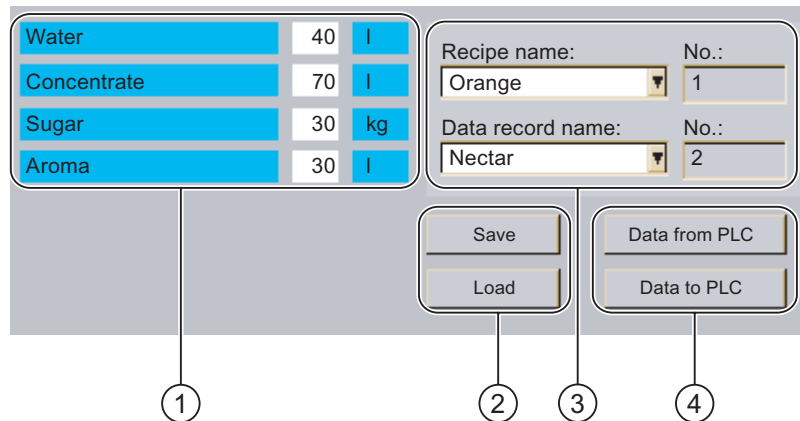 Water 40 l
Concentrate 70 l
Sugar 30 kg
Aroma 30 l
Recipe name: No.:
Orange 1
Data record name: No.:
Nectar 2
Save Data from PLC
Load Data to PLC
1 2 3 4